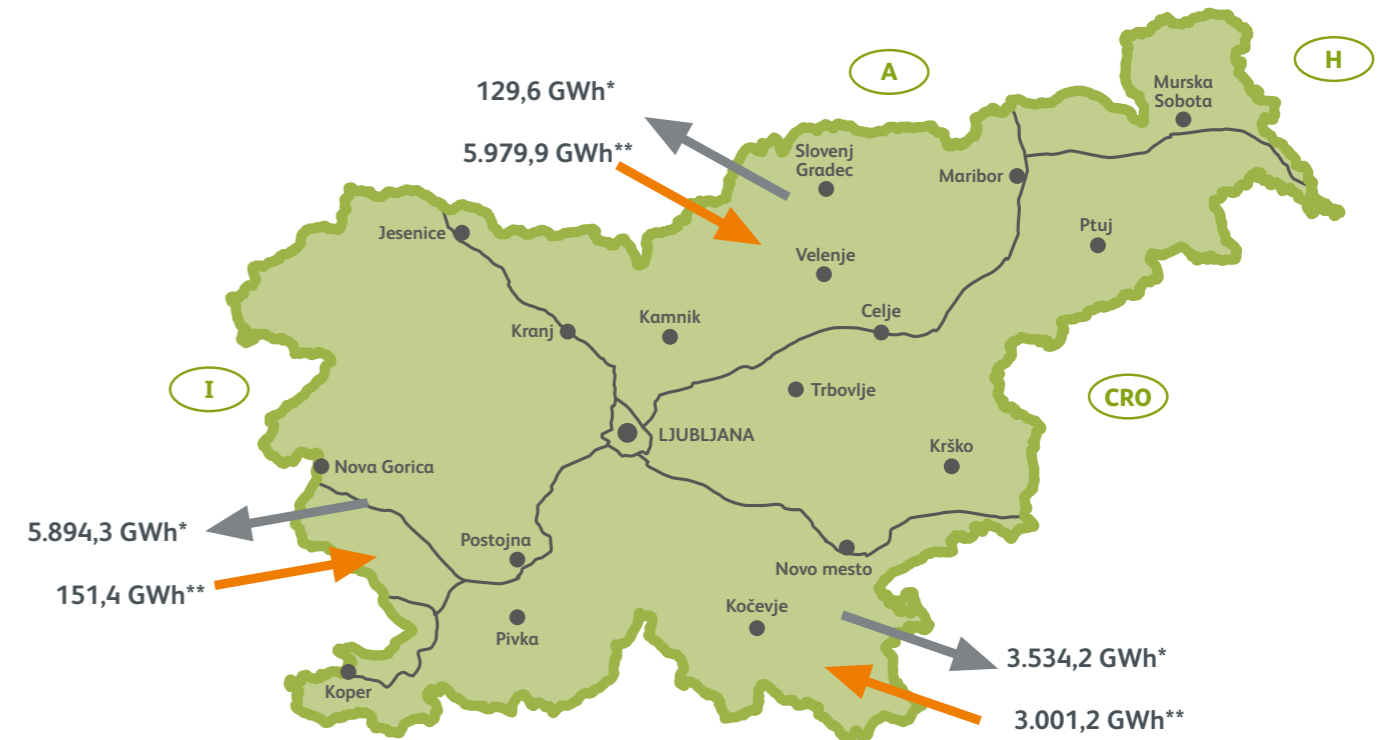 H
A
Murska
Sobota
129,6 GWh*
5.979,9 GWh**
Slovenj
Gradec
Maribor
Ptuj
Jesenice
Velenje
Celje
Kamnik
Kranj
I
Trbovlje
CRO
LJUBLJANA
Krško
Nova Gorica
5.894,3 GWh*
Postojna
Novo mesto
151,4 GWh**
Kočevje
Pivka
3.534,2 GWh*
Koper
3.001,2 GWh**